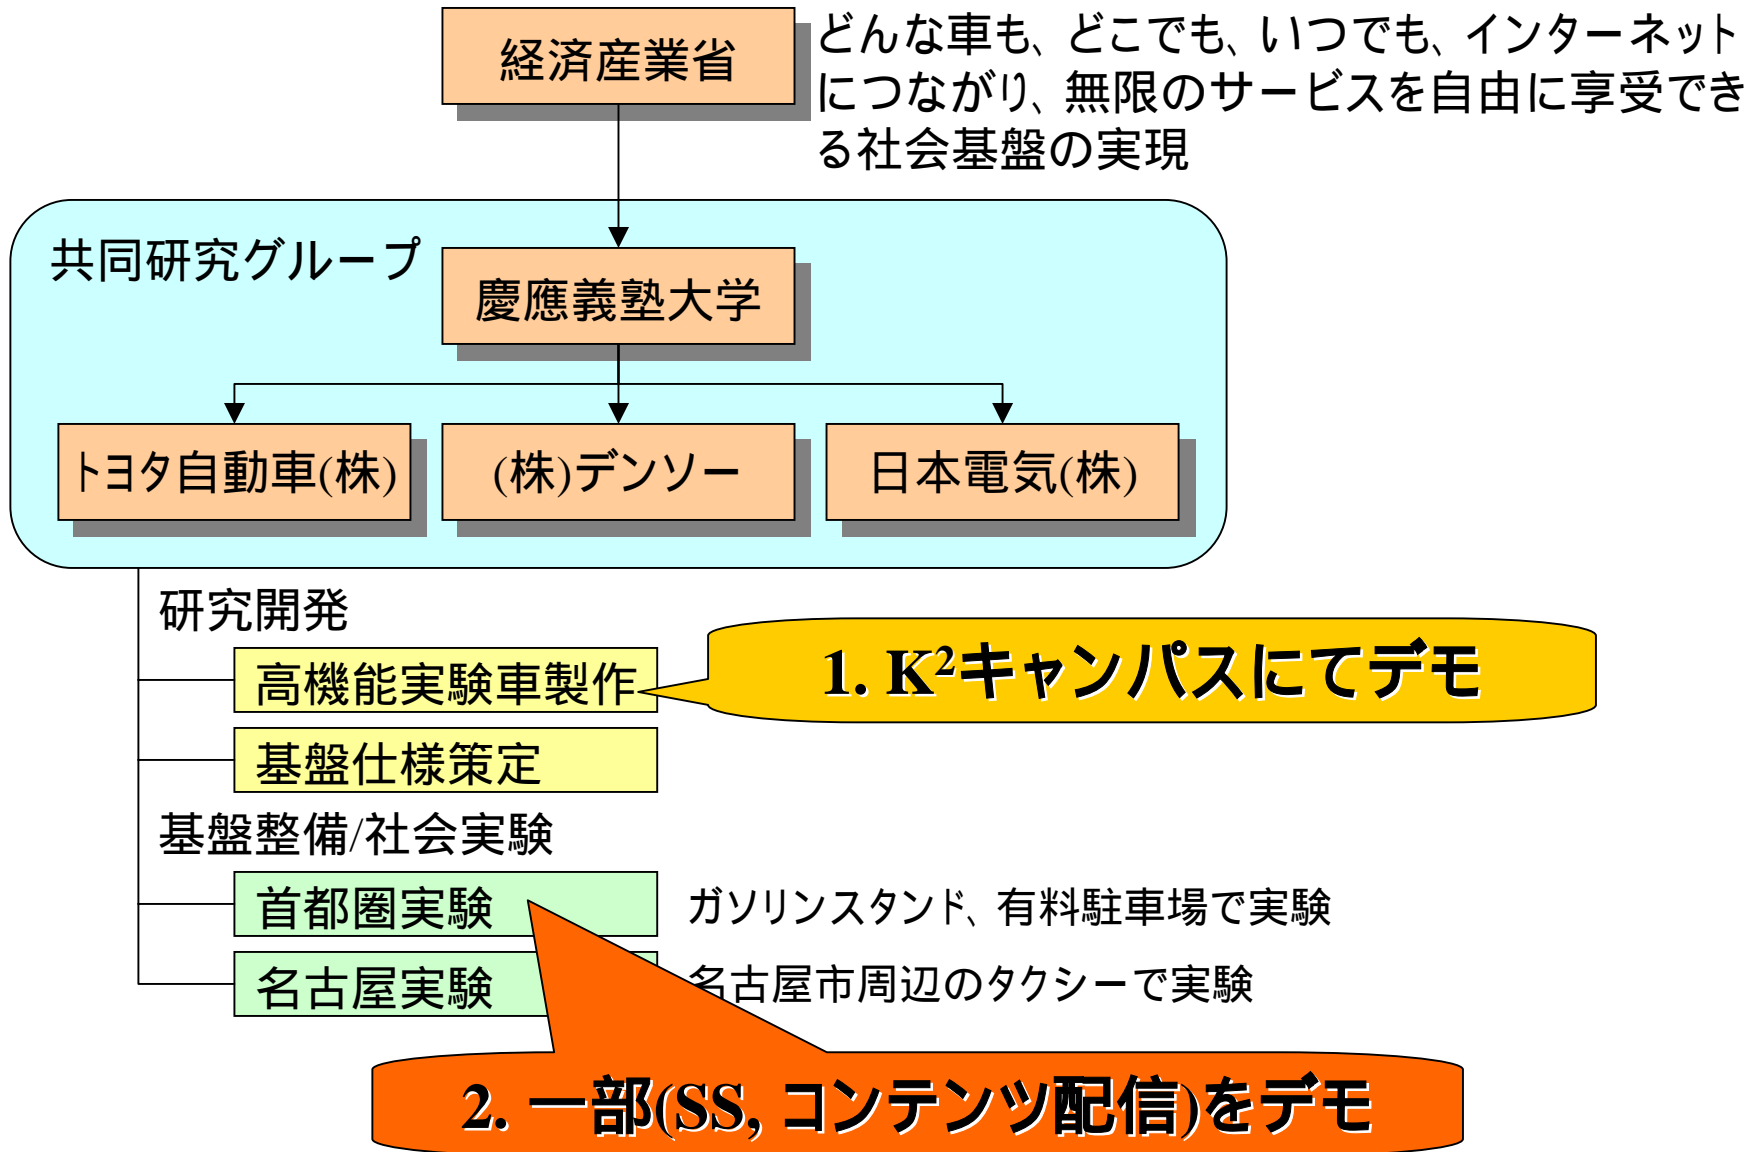 経済産業省
どんな車も、どこでも、いつでも、インターネット
につながり、無限のサービスを自由に享受でき
る社会基盤の実現
共同研究グループ
慶應義塾大学
トヨタ自動車(株)
(株)デンソー
日本電気(株)
研究開発
高機能実験車製作
1. K²キャンパスにてデモ
基盤仕様策定
基盤整備/社会実験
首都圏実験
ガソリンスタンド、有料駐車場で実験
名古屋実験
名古屋市周辺のタクシーで実験
2. 一部(SS, コンテンツ配信)をデモ